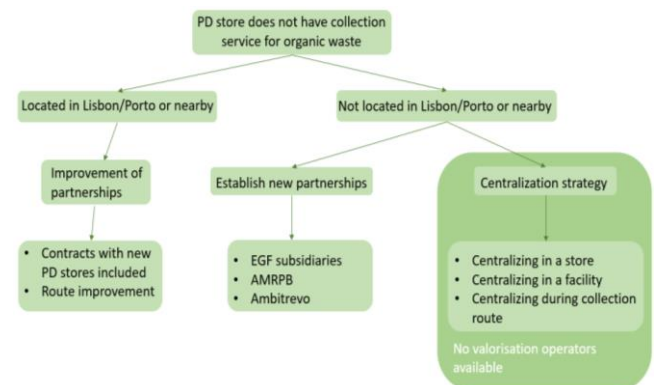 PD store does not have collection
service for organic waste
Located in Lisbon/Porto or nearby
Not located in Lisbon/Porto or nearby
Improvement of
partnerships
Establish new partnerships
Centralization strategy
• Contracts with new
PD stores included
• Route improvement
• EGF subsidiaries
• AMRPB
• Ambitrevo
• Centralizing in a store
• Centralizing in a facility
• Centralizing during collection
route
No valorisation operators
available